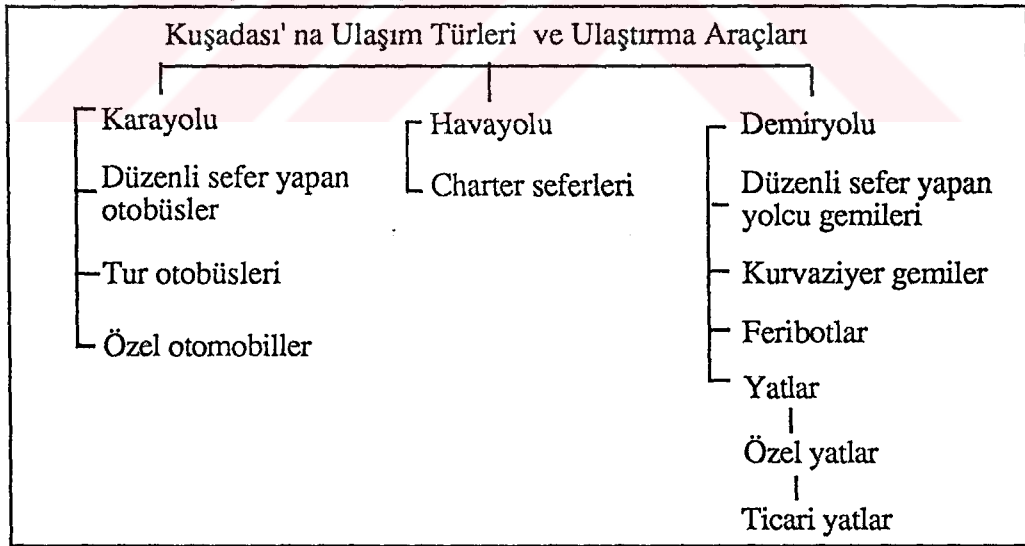 Kuşadası' na Ulaşım Türleri ve Ulaştırma Araçları
Karayolu
Düzenli sefer yapan
otobüsler
Tur otobüsleri
Özel otomobiller
Havayolu
Charter seferleri
Demiryolu
Düzenli sefer yapan
yolcu gemileri
Kurvaziyer gemiler
Feribotlar
Yatlar
Özel yatlar
Ticari yatlar